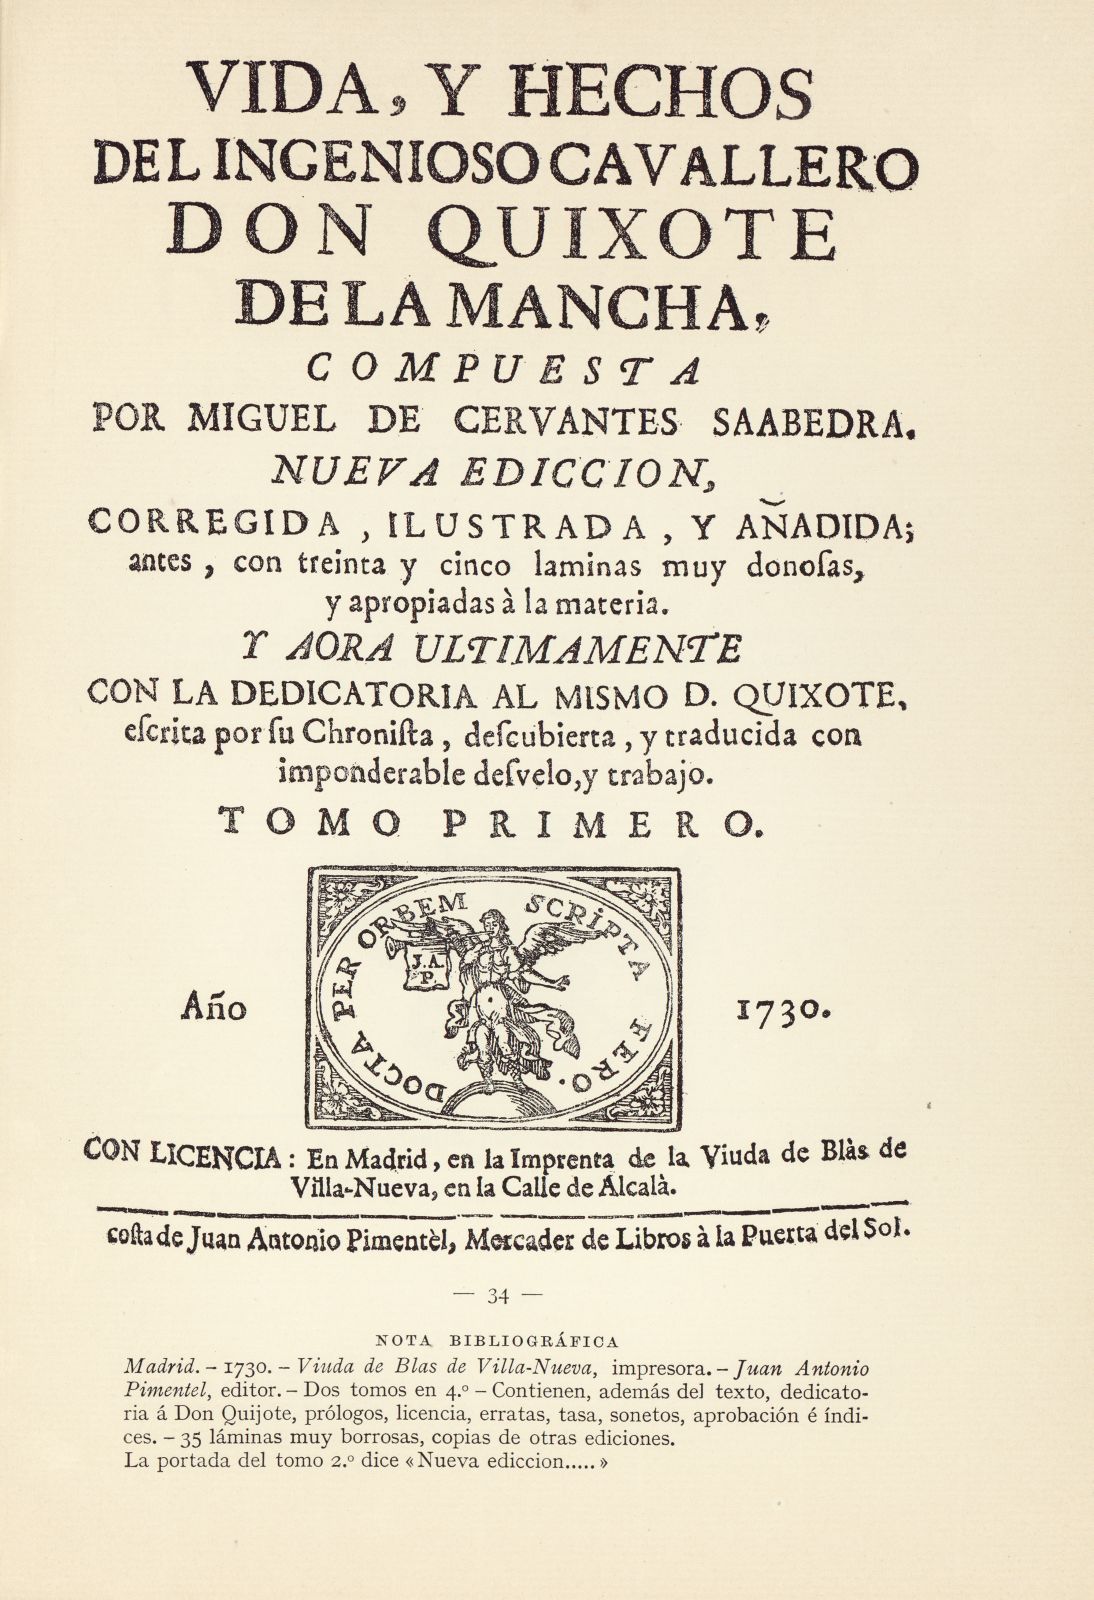 VIDA, Y HECHOS
DEL INGENIOSO CAVALLERO
DON QUIXOTE
DE LA MANCHA,
COMPUESTA
POR MIGUEL DE CERVANTES SAABEDRA.
NUEVA EDICCION,
CORREGIDA, ILUSTRADA, Y AÑADIDA;
antes, con treinta y cinco laminas muy donoſas,
y apropiadas à la materia.
Y AORA ULTIMAMENTE
CON LA DEDICATORIA AL MISMO D. QUIXOTE,
eſcrita por ſu Chroniſta, deſcubierta, y traducida con
imponderable deſvelo, y trabajo.
TOMO PRIMERO.
DOCTA PER ORBEM SCRIPTA FERO.
J. A.
P.
Año 1730.
CON LICENCIA: En Madrid, en la Imprenta de la Viuda de Blàs de
Villa-Nueva, en la Calle de Alcalà.
coſta de Juan Antonio Pimentèl, Mercader de Libros à la Puerta del Sol.
— 34 —
NOTA BIBLIOGRÁFICA
Madrid. – 1730. – Viuda de Blas de Villa-Nueva, impresora. – Juan Antonio
Pimentel, editor. – Dos tomos en 4.º – Contienen, además del texto, dedicato-
ria á Don Quijote, prólogos, licencia, erratas, tasa, sonetos, aprobación é índi-
ces. – 35 láminas muy borrosas, copias de otras ediciones.
La portada del tomo 2.º dice «Nueva ediccion.....»